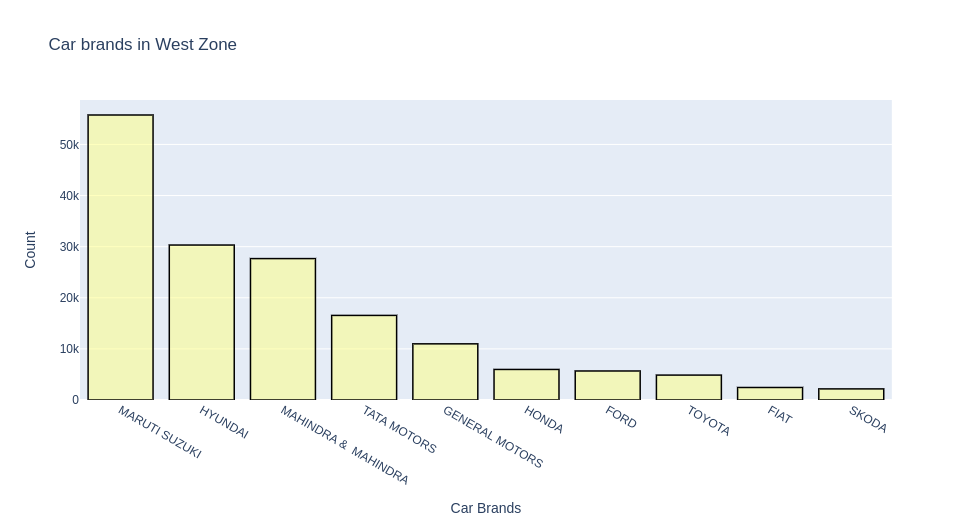 Car brands in West Zone
50k
40k
30k
20k
10k
0
Count
MARUTI SUZUKI
HYUNDAI
MAHINDRA &  MAHINDRA
TATA MOTORS
GENERAL MOTORS
HONDA
FORD
TOYOTA
FIAT
SKODA
Car Brands